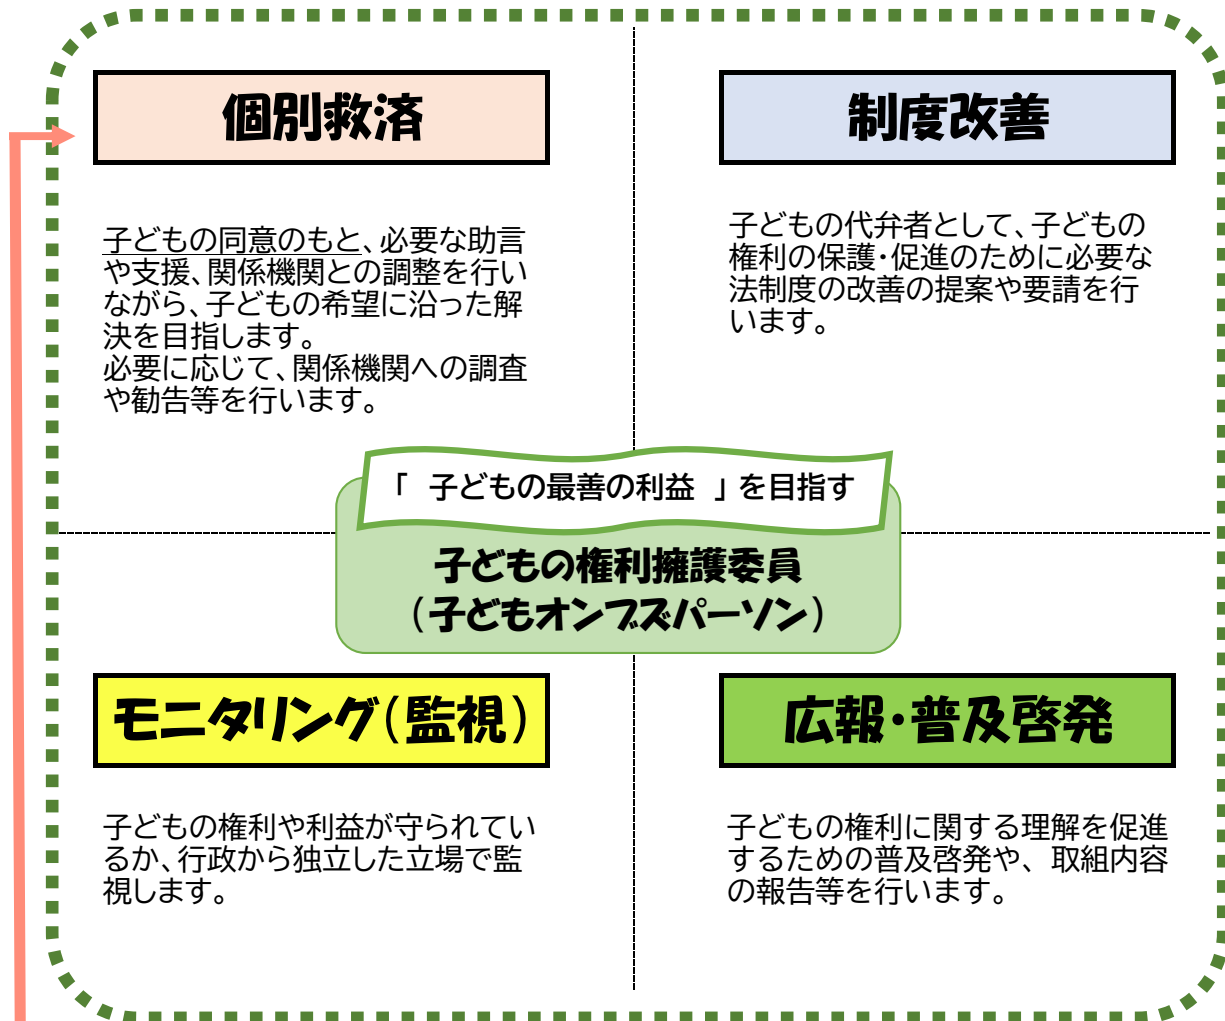 個別救済
子どもの同意のもと、必要な助言
や支援、関係機関との調整を行い
ながら、子どもの希望に沿った解
決を目指します。
必要に応じて、関係機関への調査
や勧告等を行います。
制度改善
子どもの代弁者として、子どもの
権利の保護・促進のために必要な
法制度の改善の提案や要請を行
います。
「 子どもの最善の利益 」を目指す
子どもの権利擁護委員
（子どもオンブズパーソン）
モニタリング（監視）
子どもの権利や利益が守られてい
るか、行政から独立した立場で監
視します。
広報・普及啓発
子どもの権利に関する理解を促進
するための普及啓発や、取組内容
の報告等を行います。